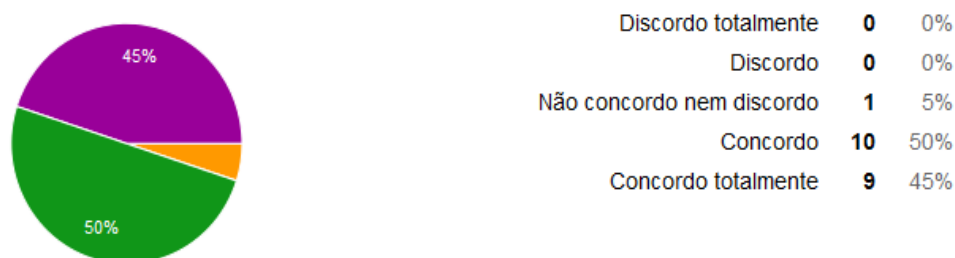 45%
50%
Discordo totalmente 0 0%
Discordo 0 0%
Não concordo nem discordo 1 5%
Concordo 10 50%
Concordo totalmente 9 45%